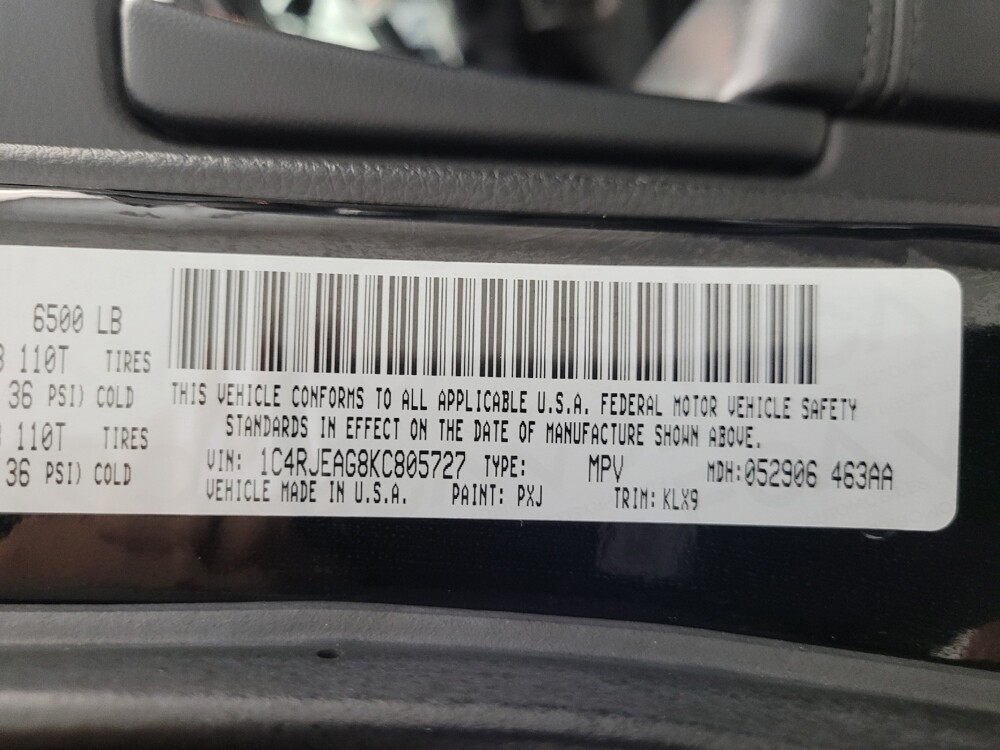 6500 LB
110T TIRES
36 PSI) COLD
110T TIRES
36 PSI) COLD
THIS VEHICLE CONFORMS TO ALL APPLICABLE U.S.A. FEDERAL MOTOR VEHICLE SAFETY
STANDARDS IN EFFECT ON THE DATE OF MANUFACTURE SHOWN ABOVE.
VIN: 1C4RJEAG8KC805727 TYPE: MPV MDH:052906 463AA
VEHICLE MADE IN U.S.A. PAINT: PXJ TRIM: KLX9